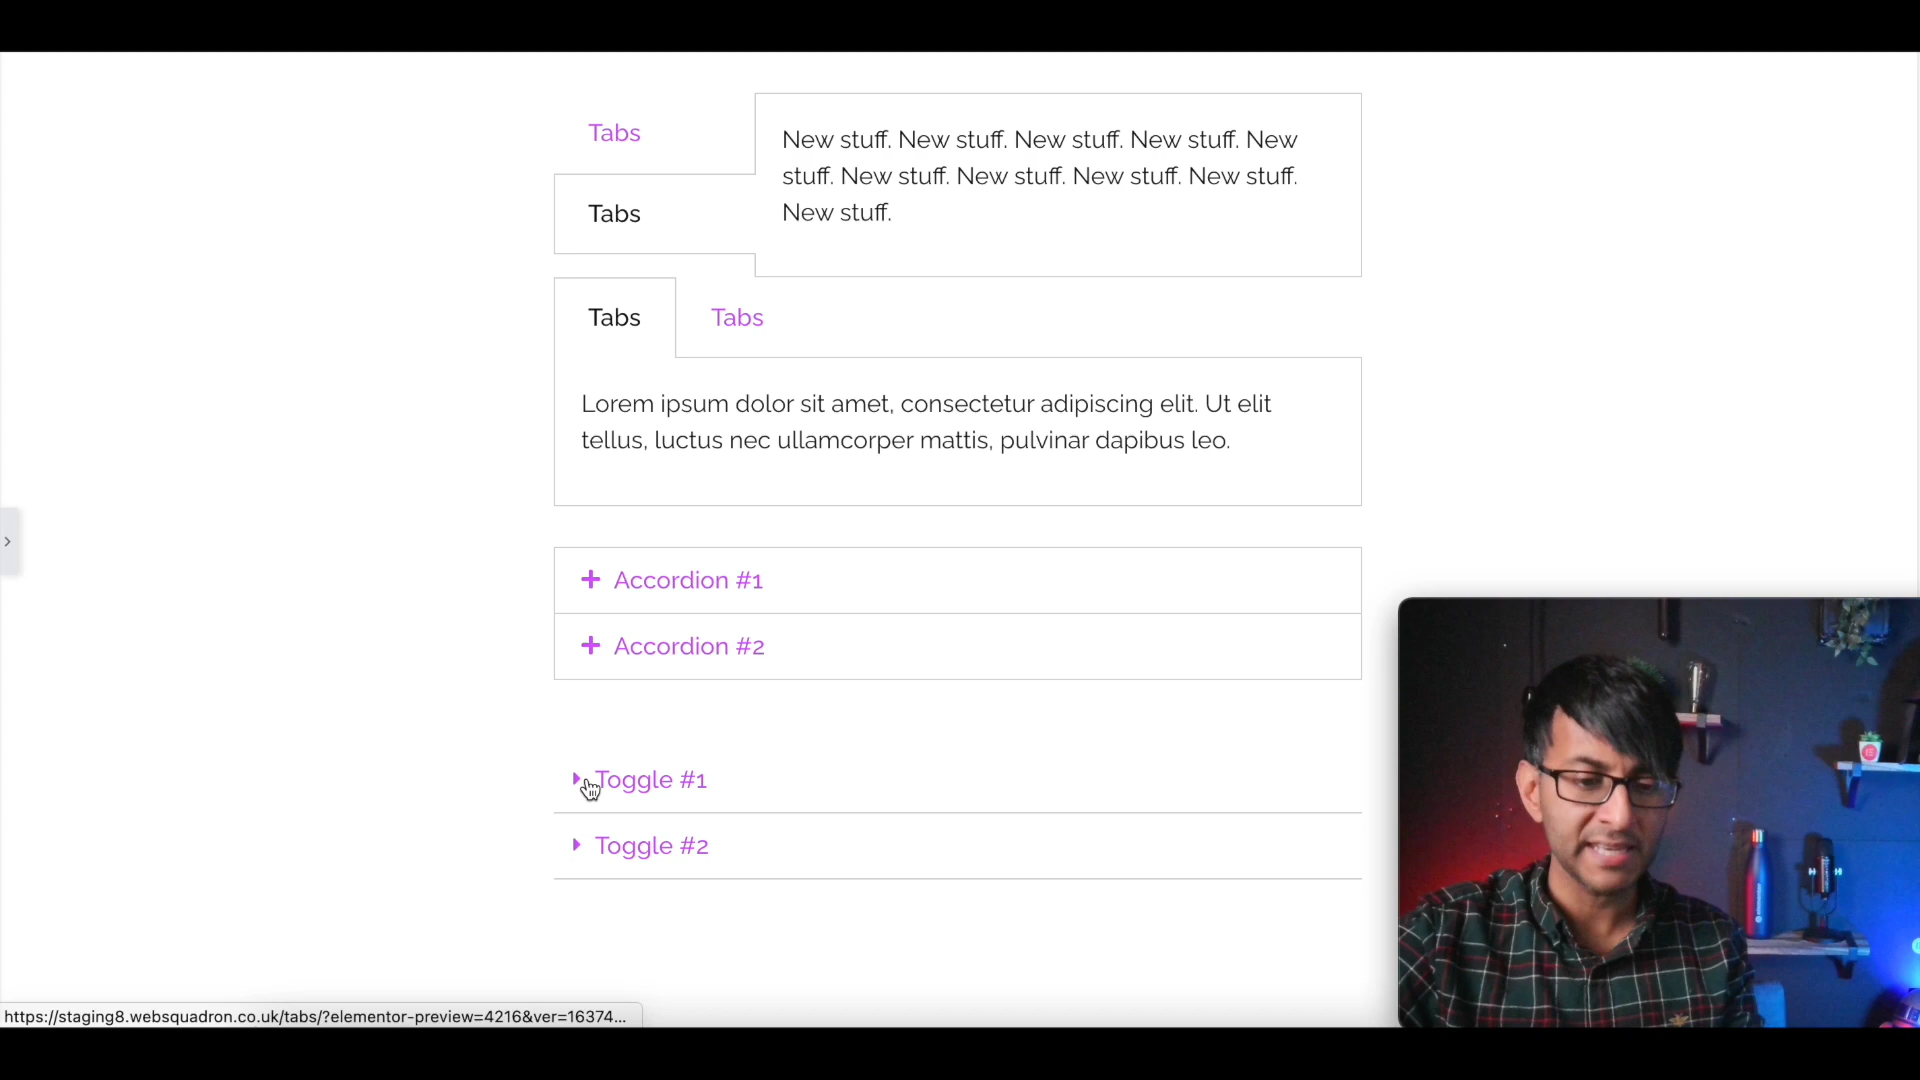 Tabs
New stuff. New stuff. New stuff. New stuff. New
stuff. New stuff. New stuff. New stuff. New stuff.
New stuff.
Tabs
Tabs
Tabs
Lorem ipsum dolor sit amet, consectetur adipiscing elit. Ut elit
tellus, luctus nec ullamcorper mattis, pulvinar dapibus leo.
Accordion #1
Accordion #2
Toggle #1
Toggle #2
https://staging8.websquadron.co.uk/tabs/?elementor-preview=4216&ver=16374...